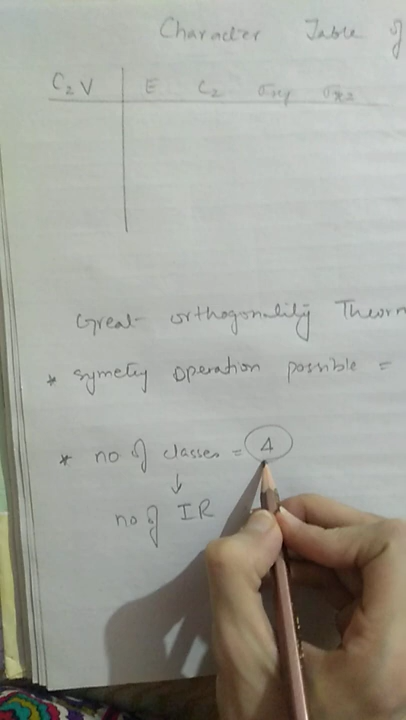 Character Table of
C2V E C2 σxy σxz
Great orthogonality Theorm
* symetry operation possible =
* no of classes = 4
↓
no of IR